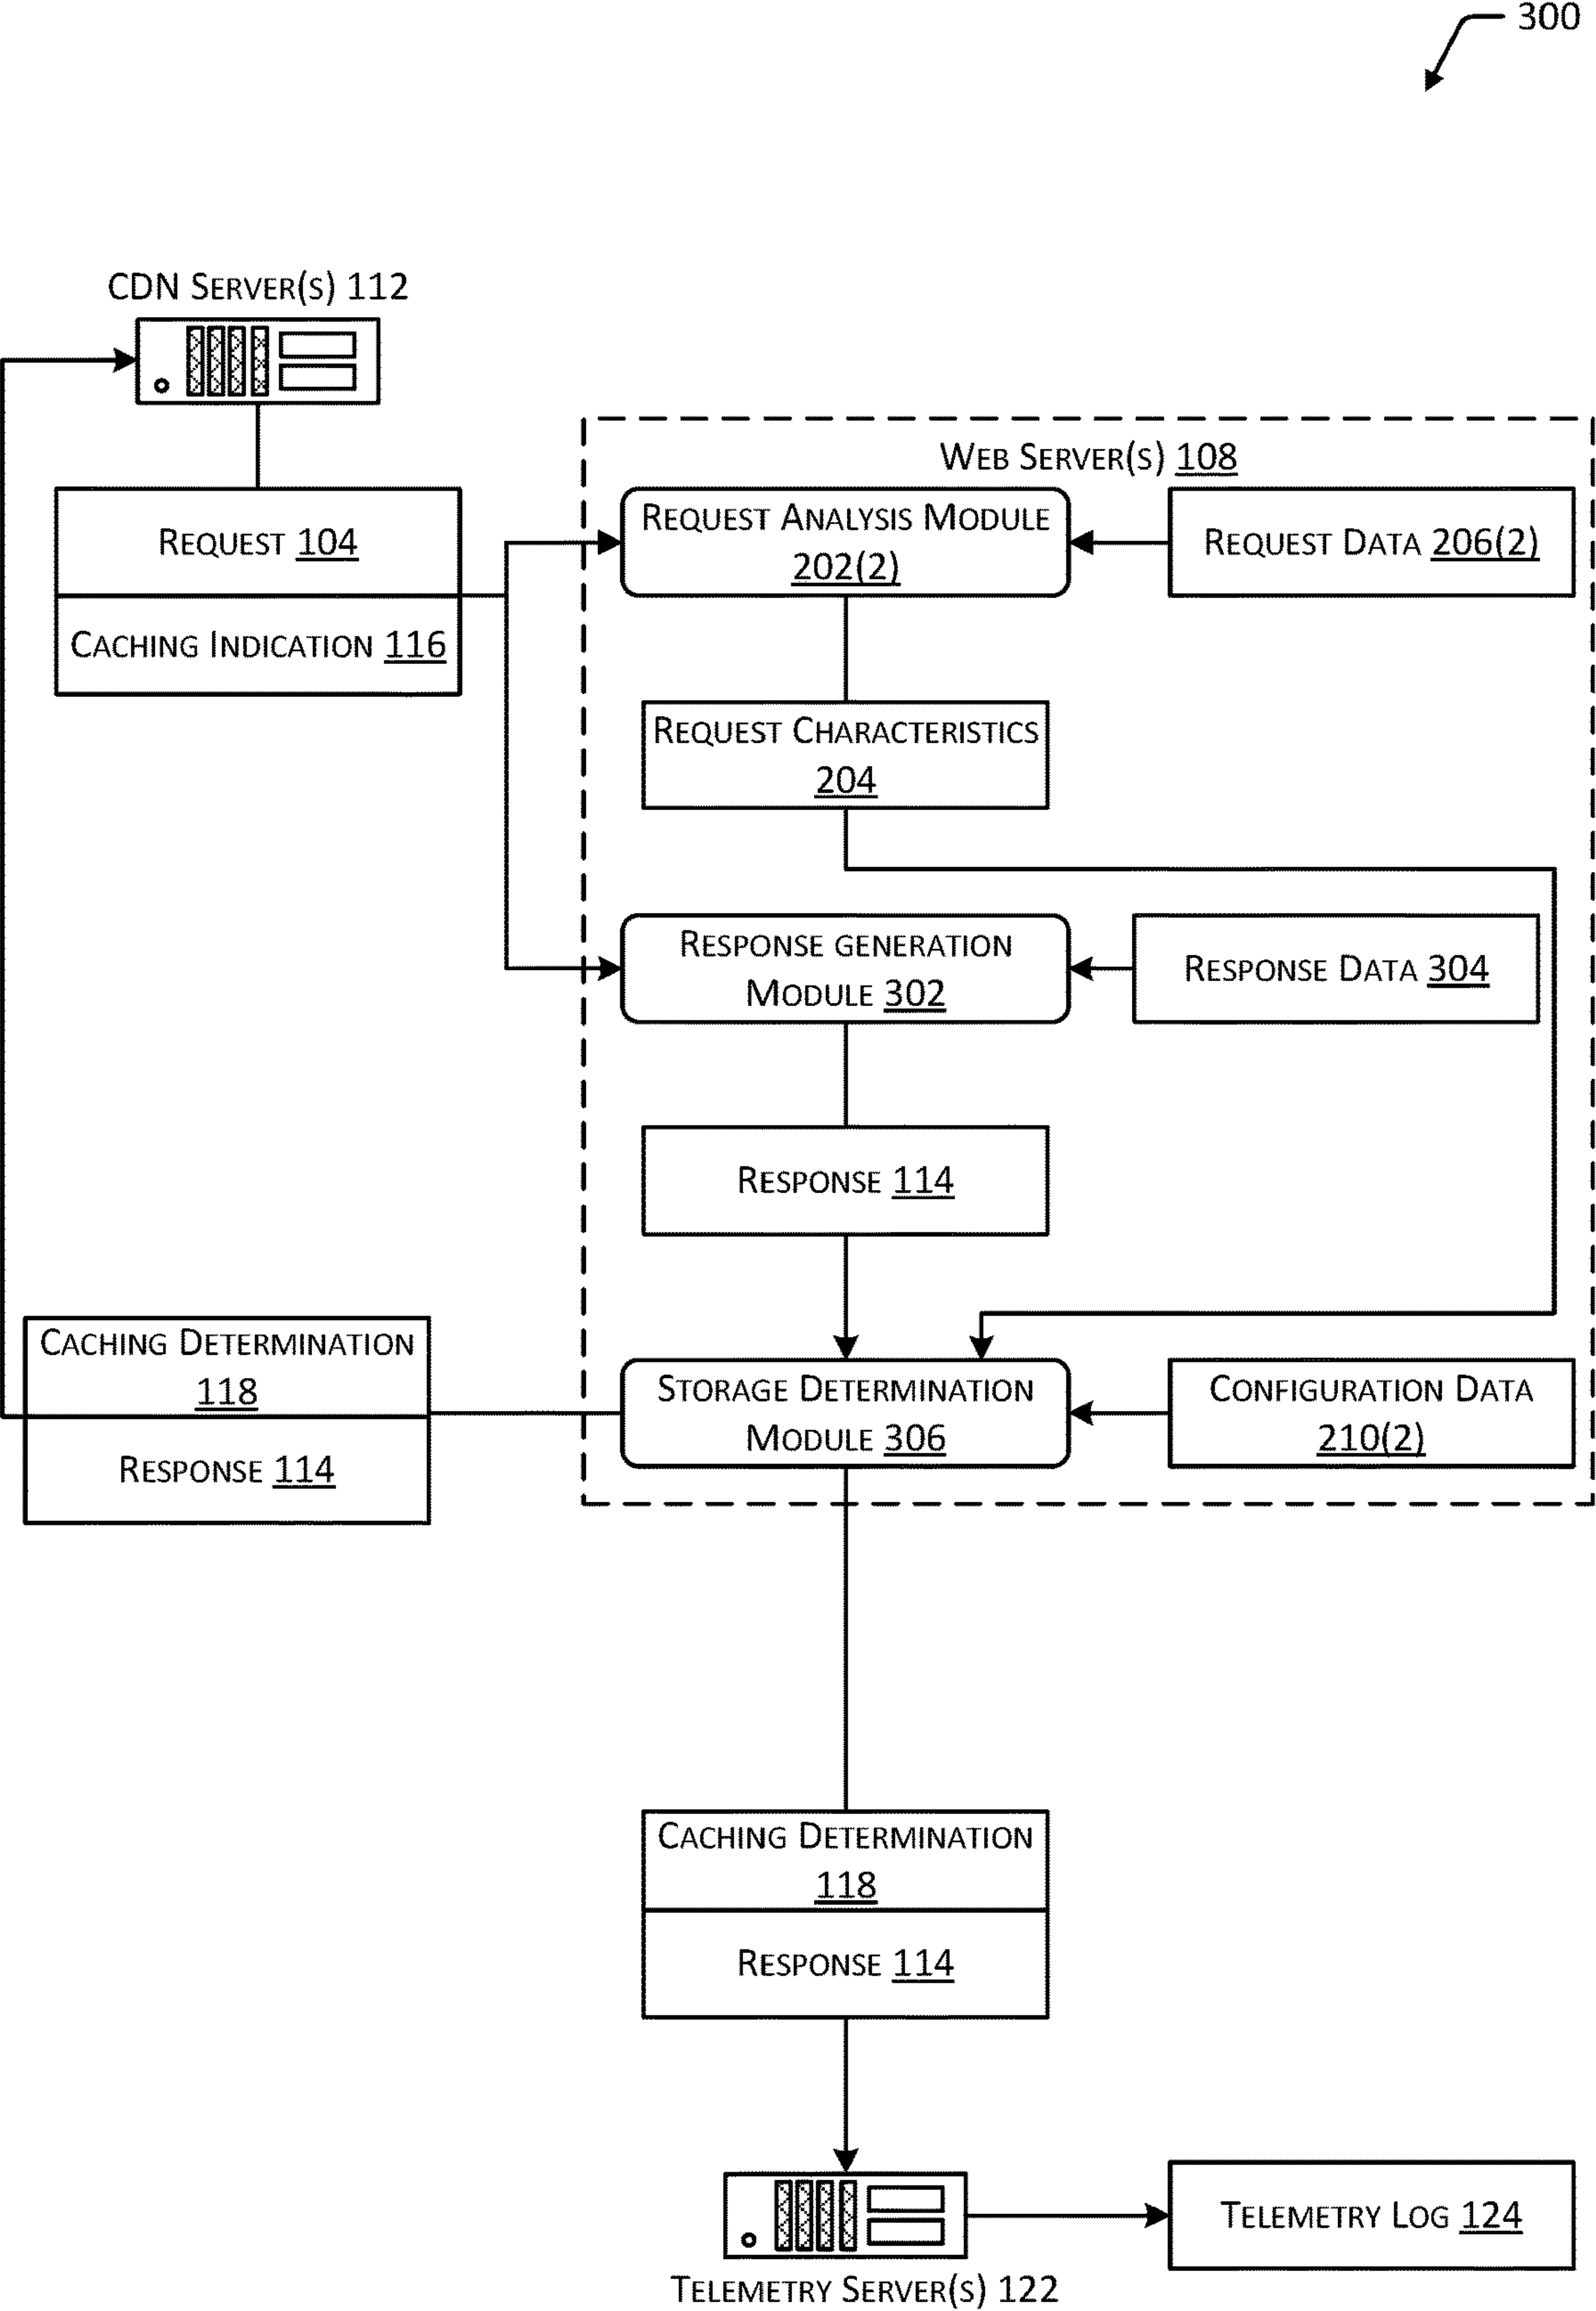 300
CDN Server(s) 112
Web Server(s) 108
Request 104
Caching Indication 116
Request Analysis Module
202(2)
Request Data 206(2)
Request Characteristics
204
Response generation
Module 302
Response Data 304
Response 114
Caching Determination
118
Response 114
Storage Determination
Module 306
Configuration Data
210(2)
Caching Determination
118
Response 114
Telemetry Server(s) 122
Telemetry Log 124